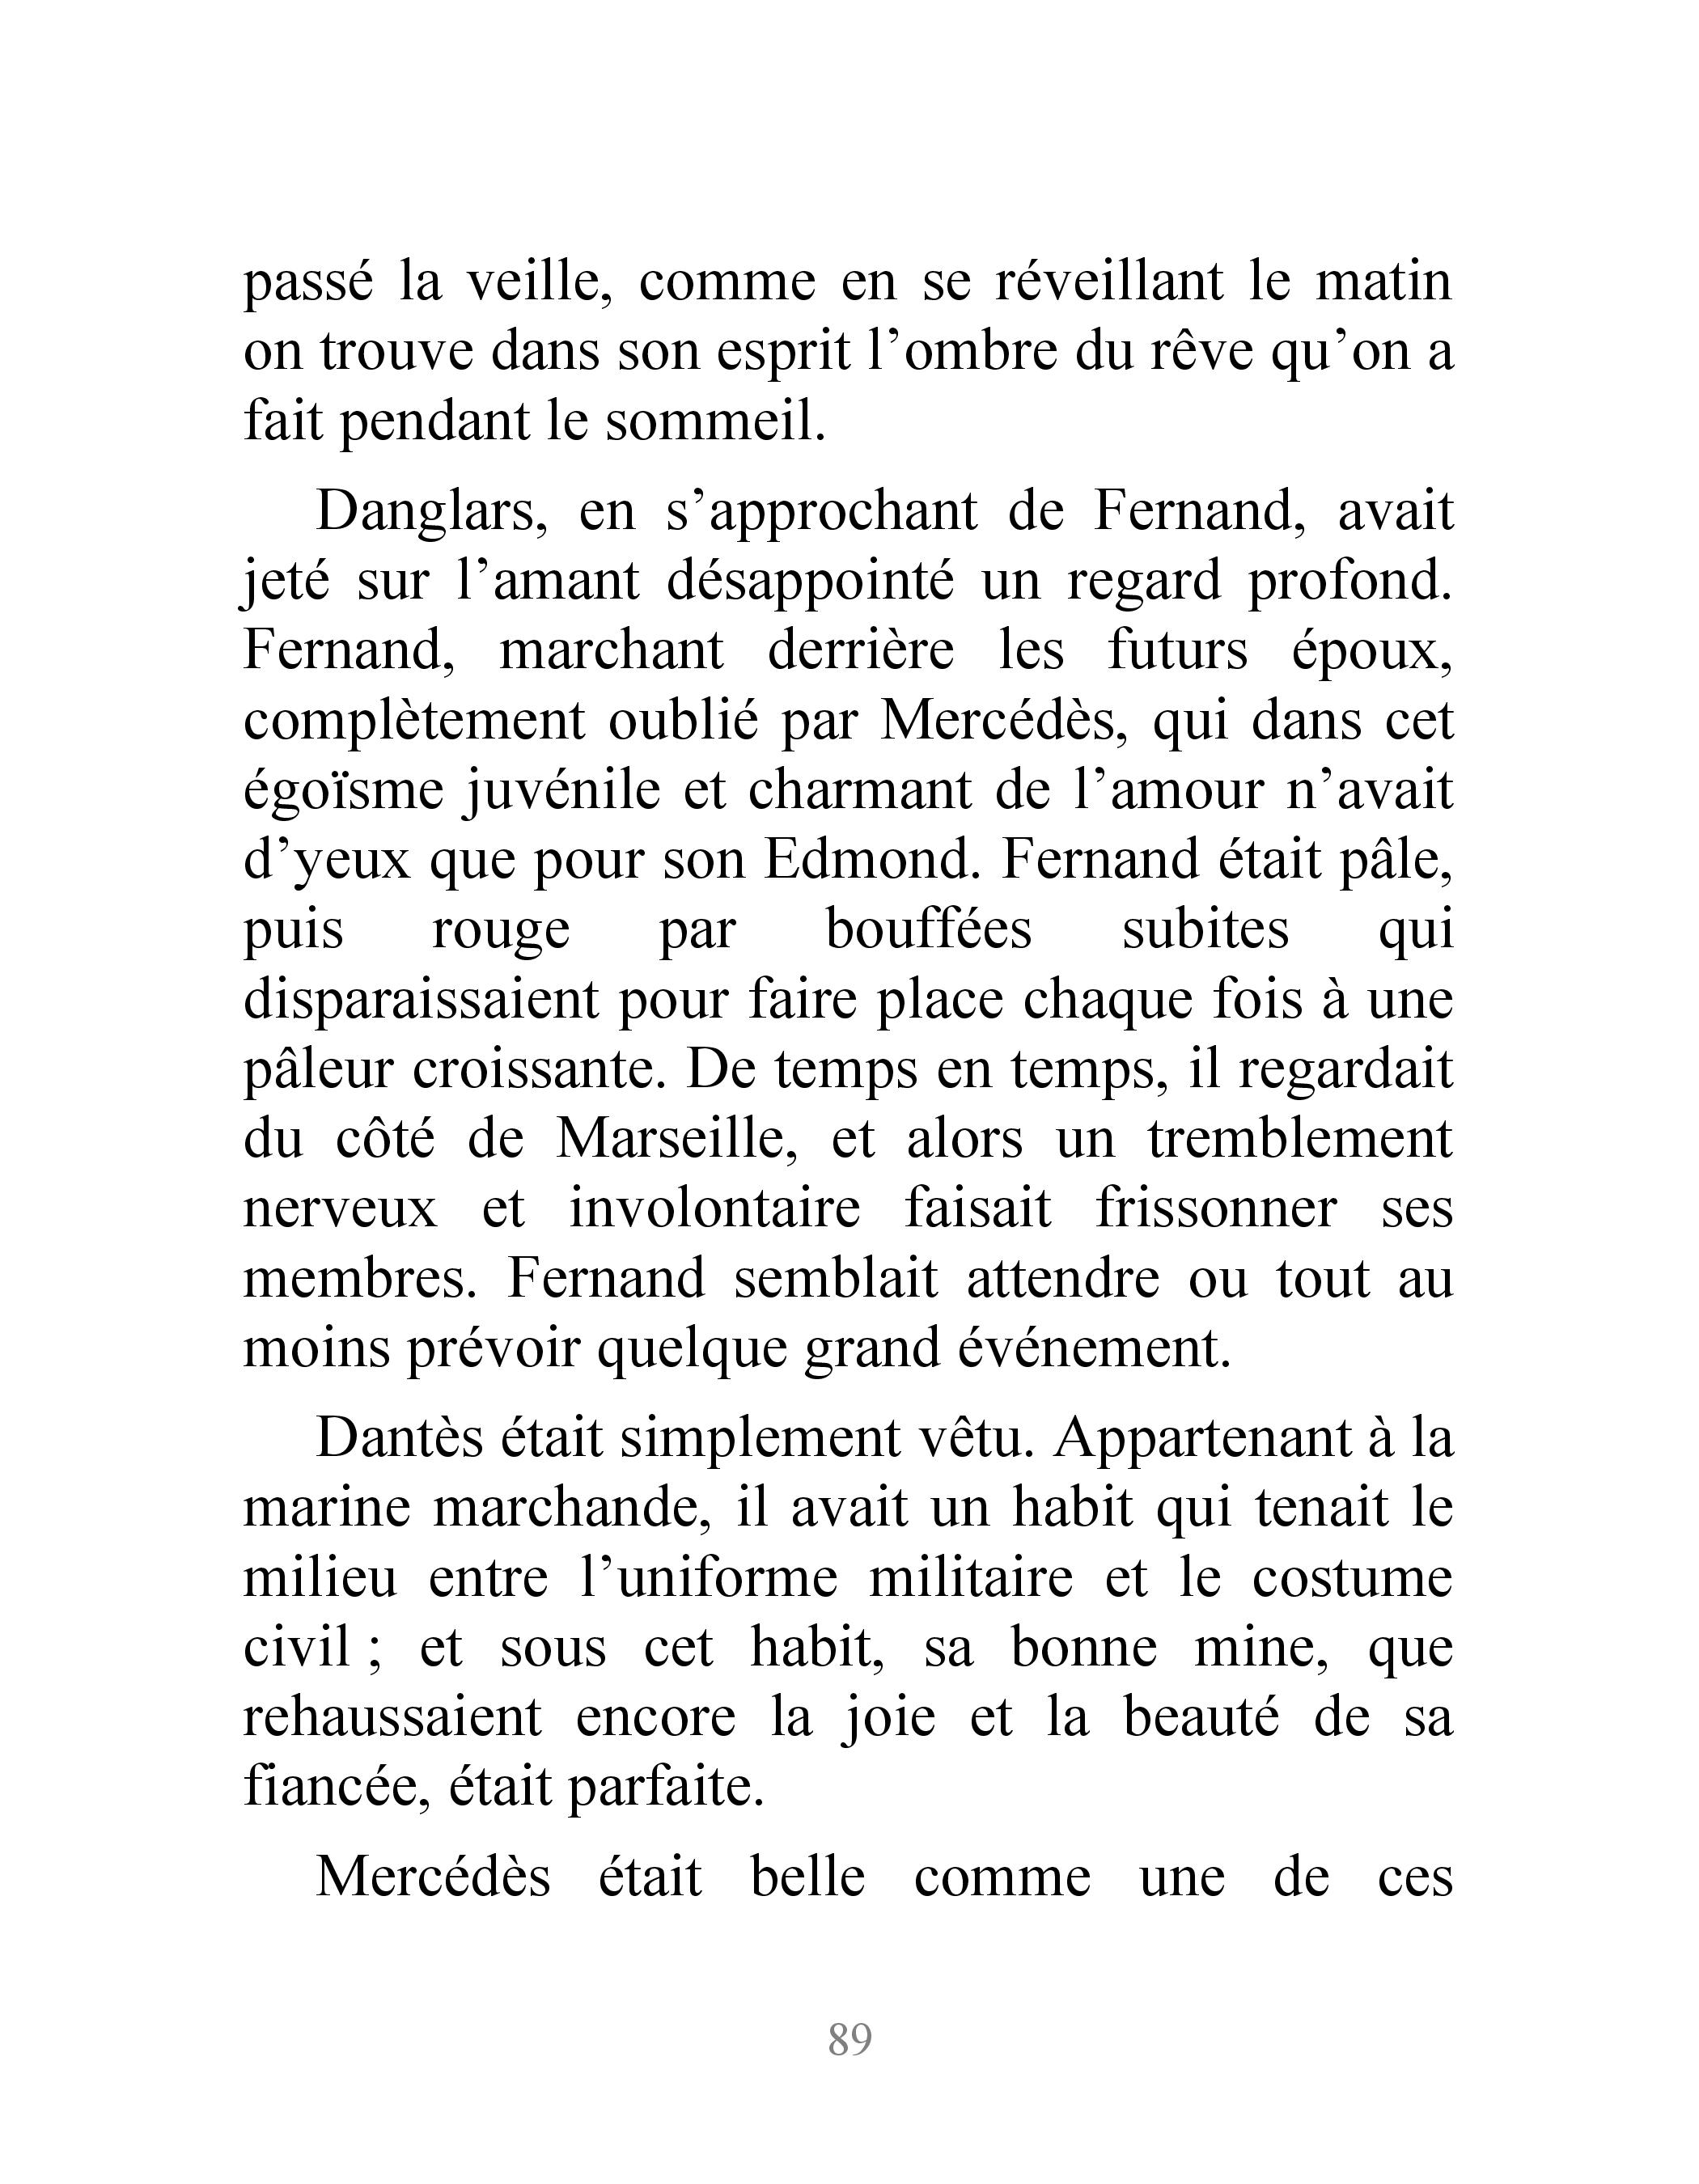 passé la veille, comme en se réveillant le matin
on trouve dans son esprit l’ombre du rêve qu’on a
fait pendant le sommeil.
Danglars, en s’approchant de Fernand, avait
jeté sur l’amant désappointé un regard profond.
Fernand, marchant derrière les futurs époux,
complètement oublié par Mercédès, qui dans cet
égoïsme juvénile et charmant de l’amour n’avait
d’yeux que pour son Edmond. Fernand était pâle,
puis rouge par bouffées subites qui
disparaissaient pour faire place chaque fois à une
pâleur croissante. De temps en temps, il regardait
du côté de Marseille, et alors un tremblement
nerveux et involontaire faisait frissonner ses
membres. Fernand semblait attendre ou tout au
moins prévoir quelque grand événement.
Dantès était simplement vêtu. Appartenant à la
marine marchande, il avait un habit qui tenait le
milieu entre l’uniforme militaire et le costume
civil ; et sous cet habit, sa bonne mine, que
rehaussaient encore la joie et la beauté de sa
fiancée, était parfaite.
Mercédès était belle comme une de ces
89